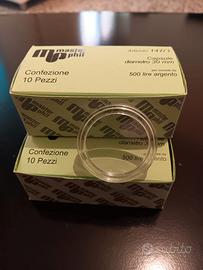 master
phil
Articolo 147/1
Capsule
diametro 30 mm
500 lire argento
Confezione
10 Pezzi
500 lire argento
Confezione
10 Pezzi
subito